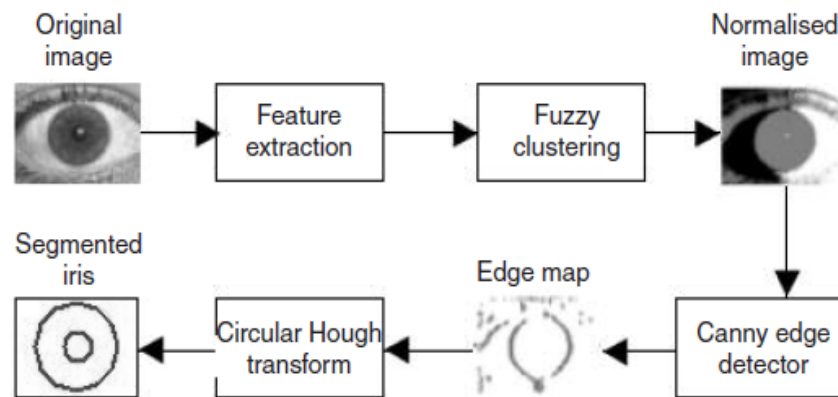 Original
image
Feature
extraction
Fuzzy
clustering
Normalised
image
Segmented
iris
Circular Hough
transform
Edge map
Canny edge
detector